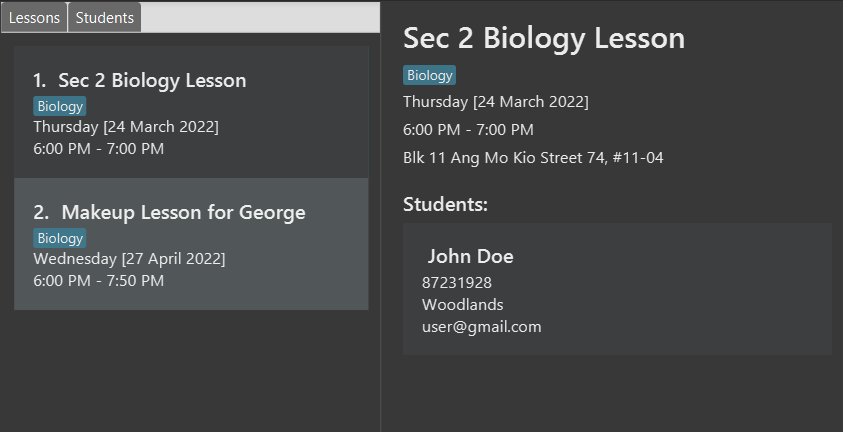 Lessons
Students
1. Sec 2 Biology Lesson
Biology
Thursday [24 March 2022]
6:00 PM - 7:00 PM
2. Makeup Lesson for George
Biology
Wednesday [27 April 2022]
6:00 PM - 7:50 PM
Sec 2 Biology Lesson
Biology
Thursday [24 March 2022]
6:00 PM - 7:00 PM
Blk 11 Ang Mo Kio Street 74, #11-04
Students:
John Doe
87231928
Woodlands
user@gmail.com